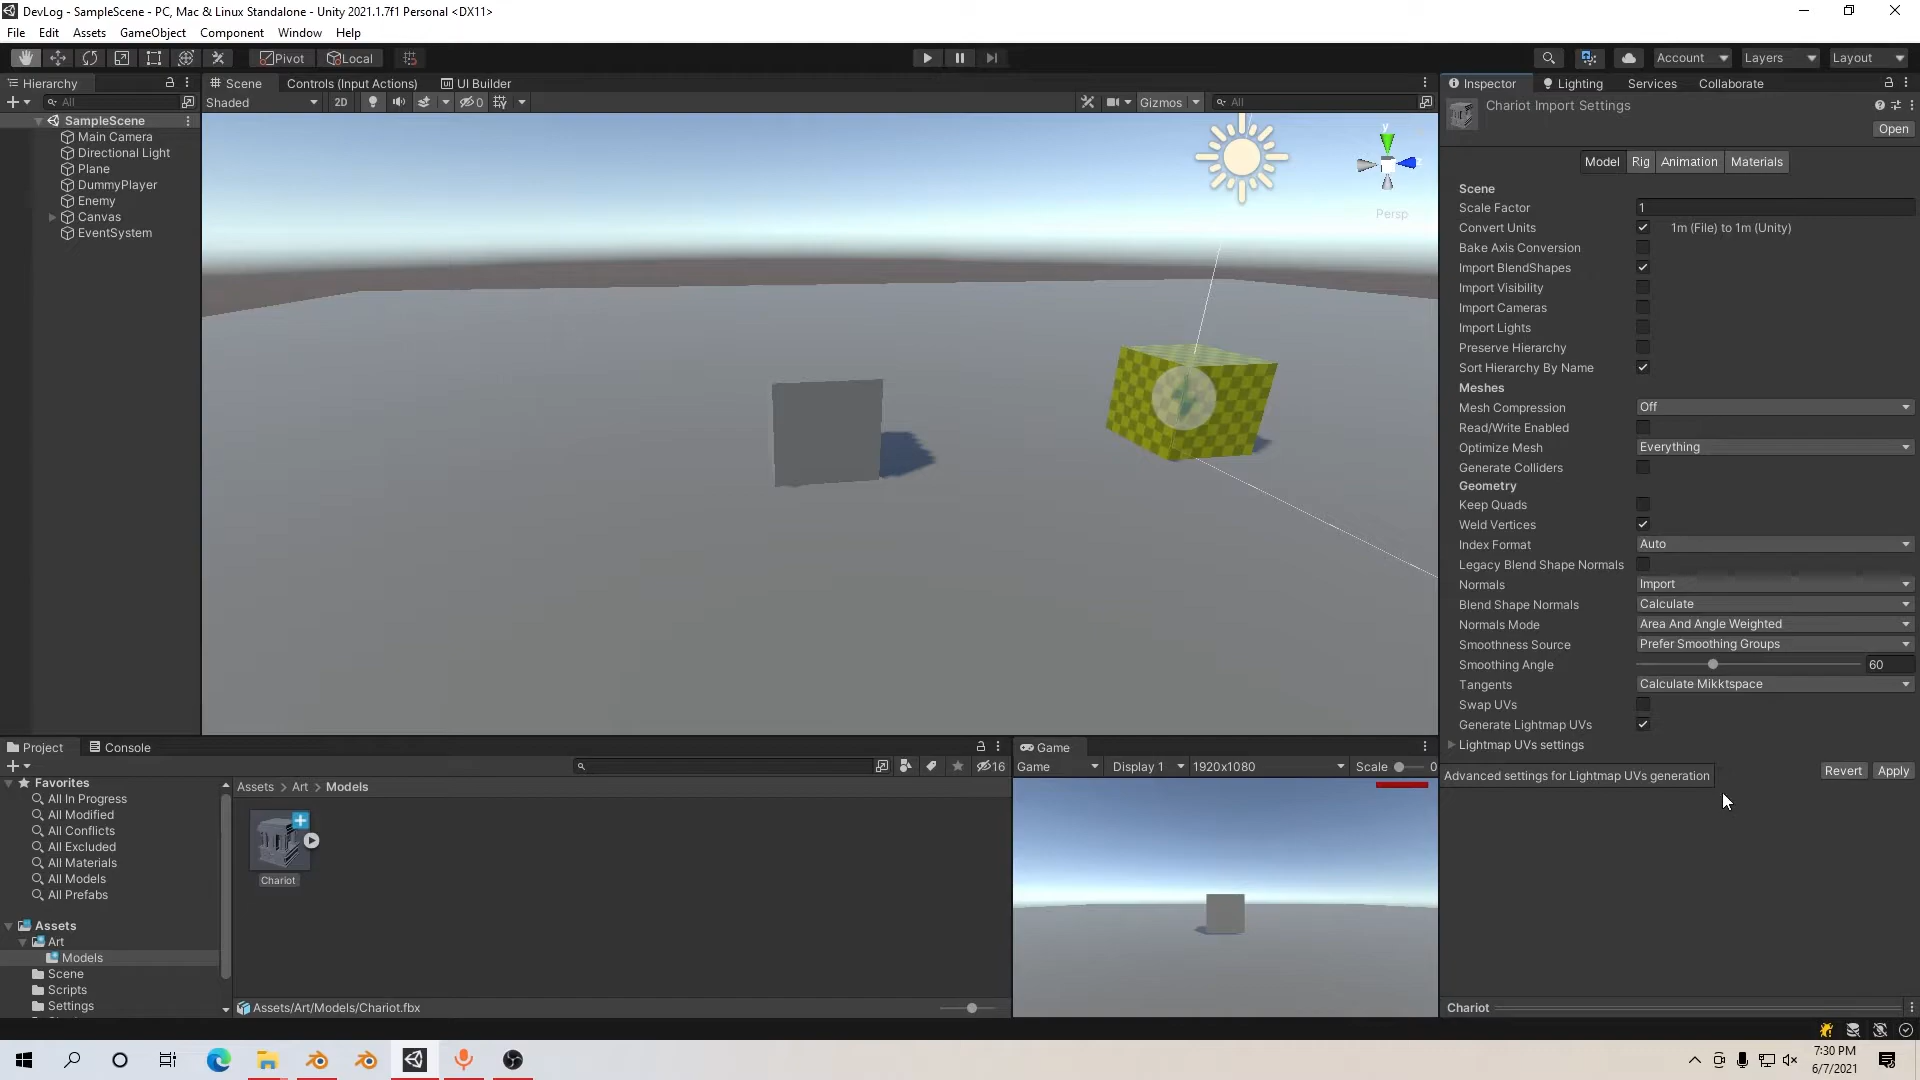 DevLog - SampleScene - PC, Mac & Linux Standalone - Unity 2021.1.7f1 Personal <DX11>
File Edit Assets GameObject Component Window Help
Pivot Local Account Layers Layout
Hierarchy
All
SampleScene
Main Camera
Directional Light
Plane
DummyPlayer
Enemy
Canvas
EventSystem
Scene Controls (Input Actions) UI Builder
Shaded 2D 0 Gizmos All
y
Persp
Inspector Lighting Services Collaborate
Chariot Import Settings
Open
Model Rig Animation Materials
Scene
Scale Factor 1
Convert Units 1m (File) to 1m (Unity)
Bake Axis Conversion
Import BlendShapes
Import Visibility
Import Cameras
Import Lights
Preserve Hierarchy
Sort Hierarchy By Name
Meshes
Mesh Compression Off
Read/Write Enabled
Optimize Mesh Everything
Generate Colliders
Geometry
Keep Quads
Weld Vertices
Index Format Auto
Legacy Blend Shape Normals
Normals Import
Blend Shape Normals Calculate
Normals Mode Area And Angle Weighted
Smoothness Source Prefer Smoothing Groups
Smoothing Angle 60
Tangents Calculate Mikktspace
Swap UVs
Generate Lightmap UVs
Lightmap UVs settings
Advanced settings for Lightmap UVs generation
Revert Apply
Chariot
Project Console
16
Favorites
All In Progress
All Modified
All Conflicts
All Excluded
All Materials
All Models
All Prefabs
Assets
Art
Models
Scene
Scripts
Settings
Assets > Art > Models
Chariot
Assets/Art/Models/Chariot.fbx
Game
Game Display 1 1920x1080 Scale 0
7:30 PM
6/7/2021